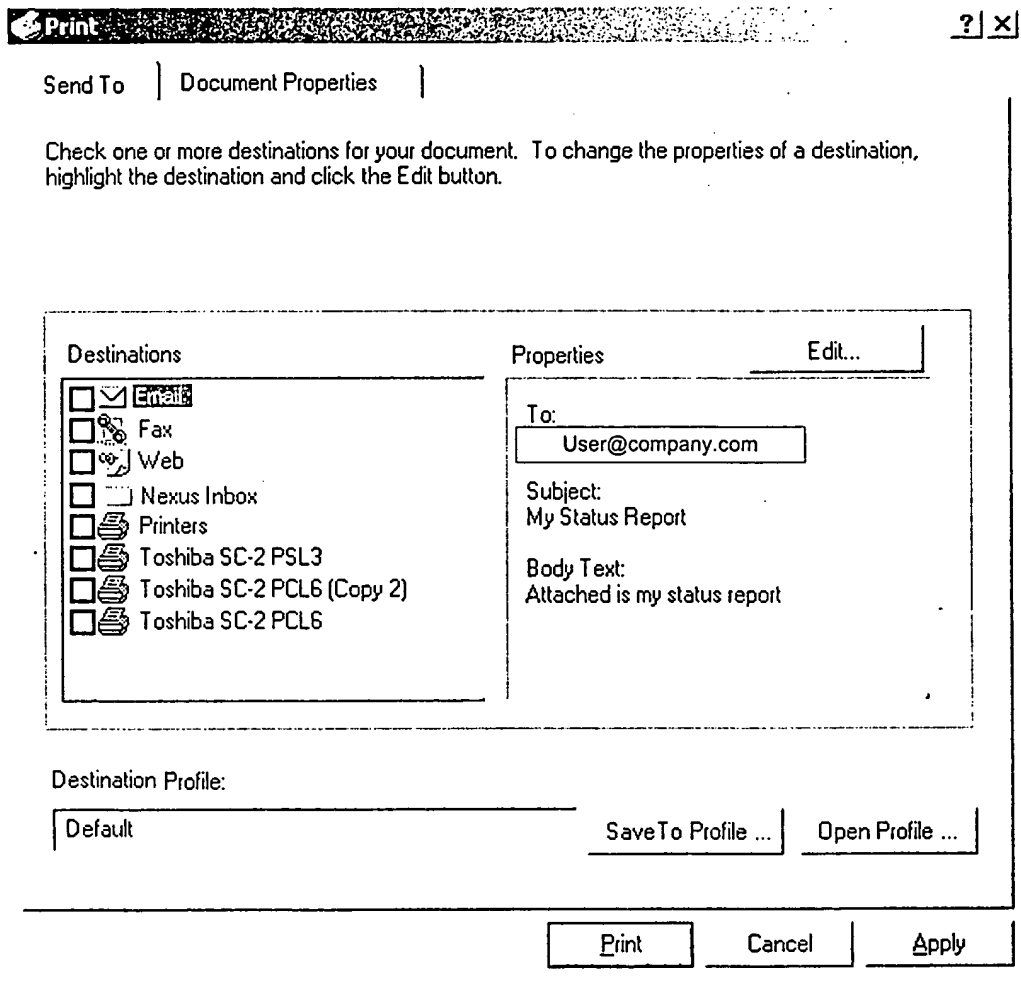 Print
Send To
Document Properties
Check one or more destinations for your document. To change the properties of a destination,
highlight the destination and click the Edit button.
Destinations
Properties
Edit...
Email
Fax
Web
Nexus Inbox
Printers
Toshiba SC-2 PSL3
Toshiba SC-2 PCL6 (Copy 2)
Toshiba SC-2 PCL6
To:
User@company.com
Subject:
My Status Report
Body Text:
Attached is my status report
Destination Profile:
Default
SaveTo Profile ...
Open Profile ...
Print
Cancel
Apply